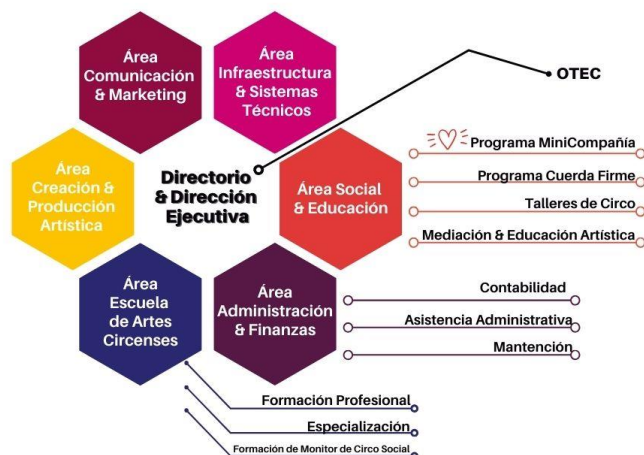 Área
Comunicación
& Marketing
Área
Infraestructura
& Sistemas
Técnicos
OTEC
Área
Creación &
Producción
Artística
Directorio
& Dirección
Ejecutiva
Área Social
& Educación
Programa MiniCompañía
Programa Cuerda Firme
Talleres de Circo
Mediación & Educación Artística
Área
Escuela
de Artes
Circenses
Área
Administración
& Finanzas
Contabilidad
Asistencia Administrativa
Mantención
Formación Profesional
Especialización
Formación de Monitor de Circo Social